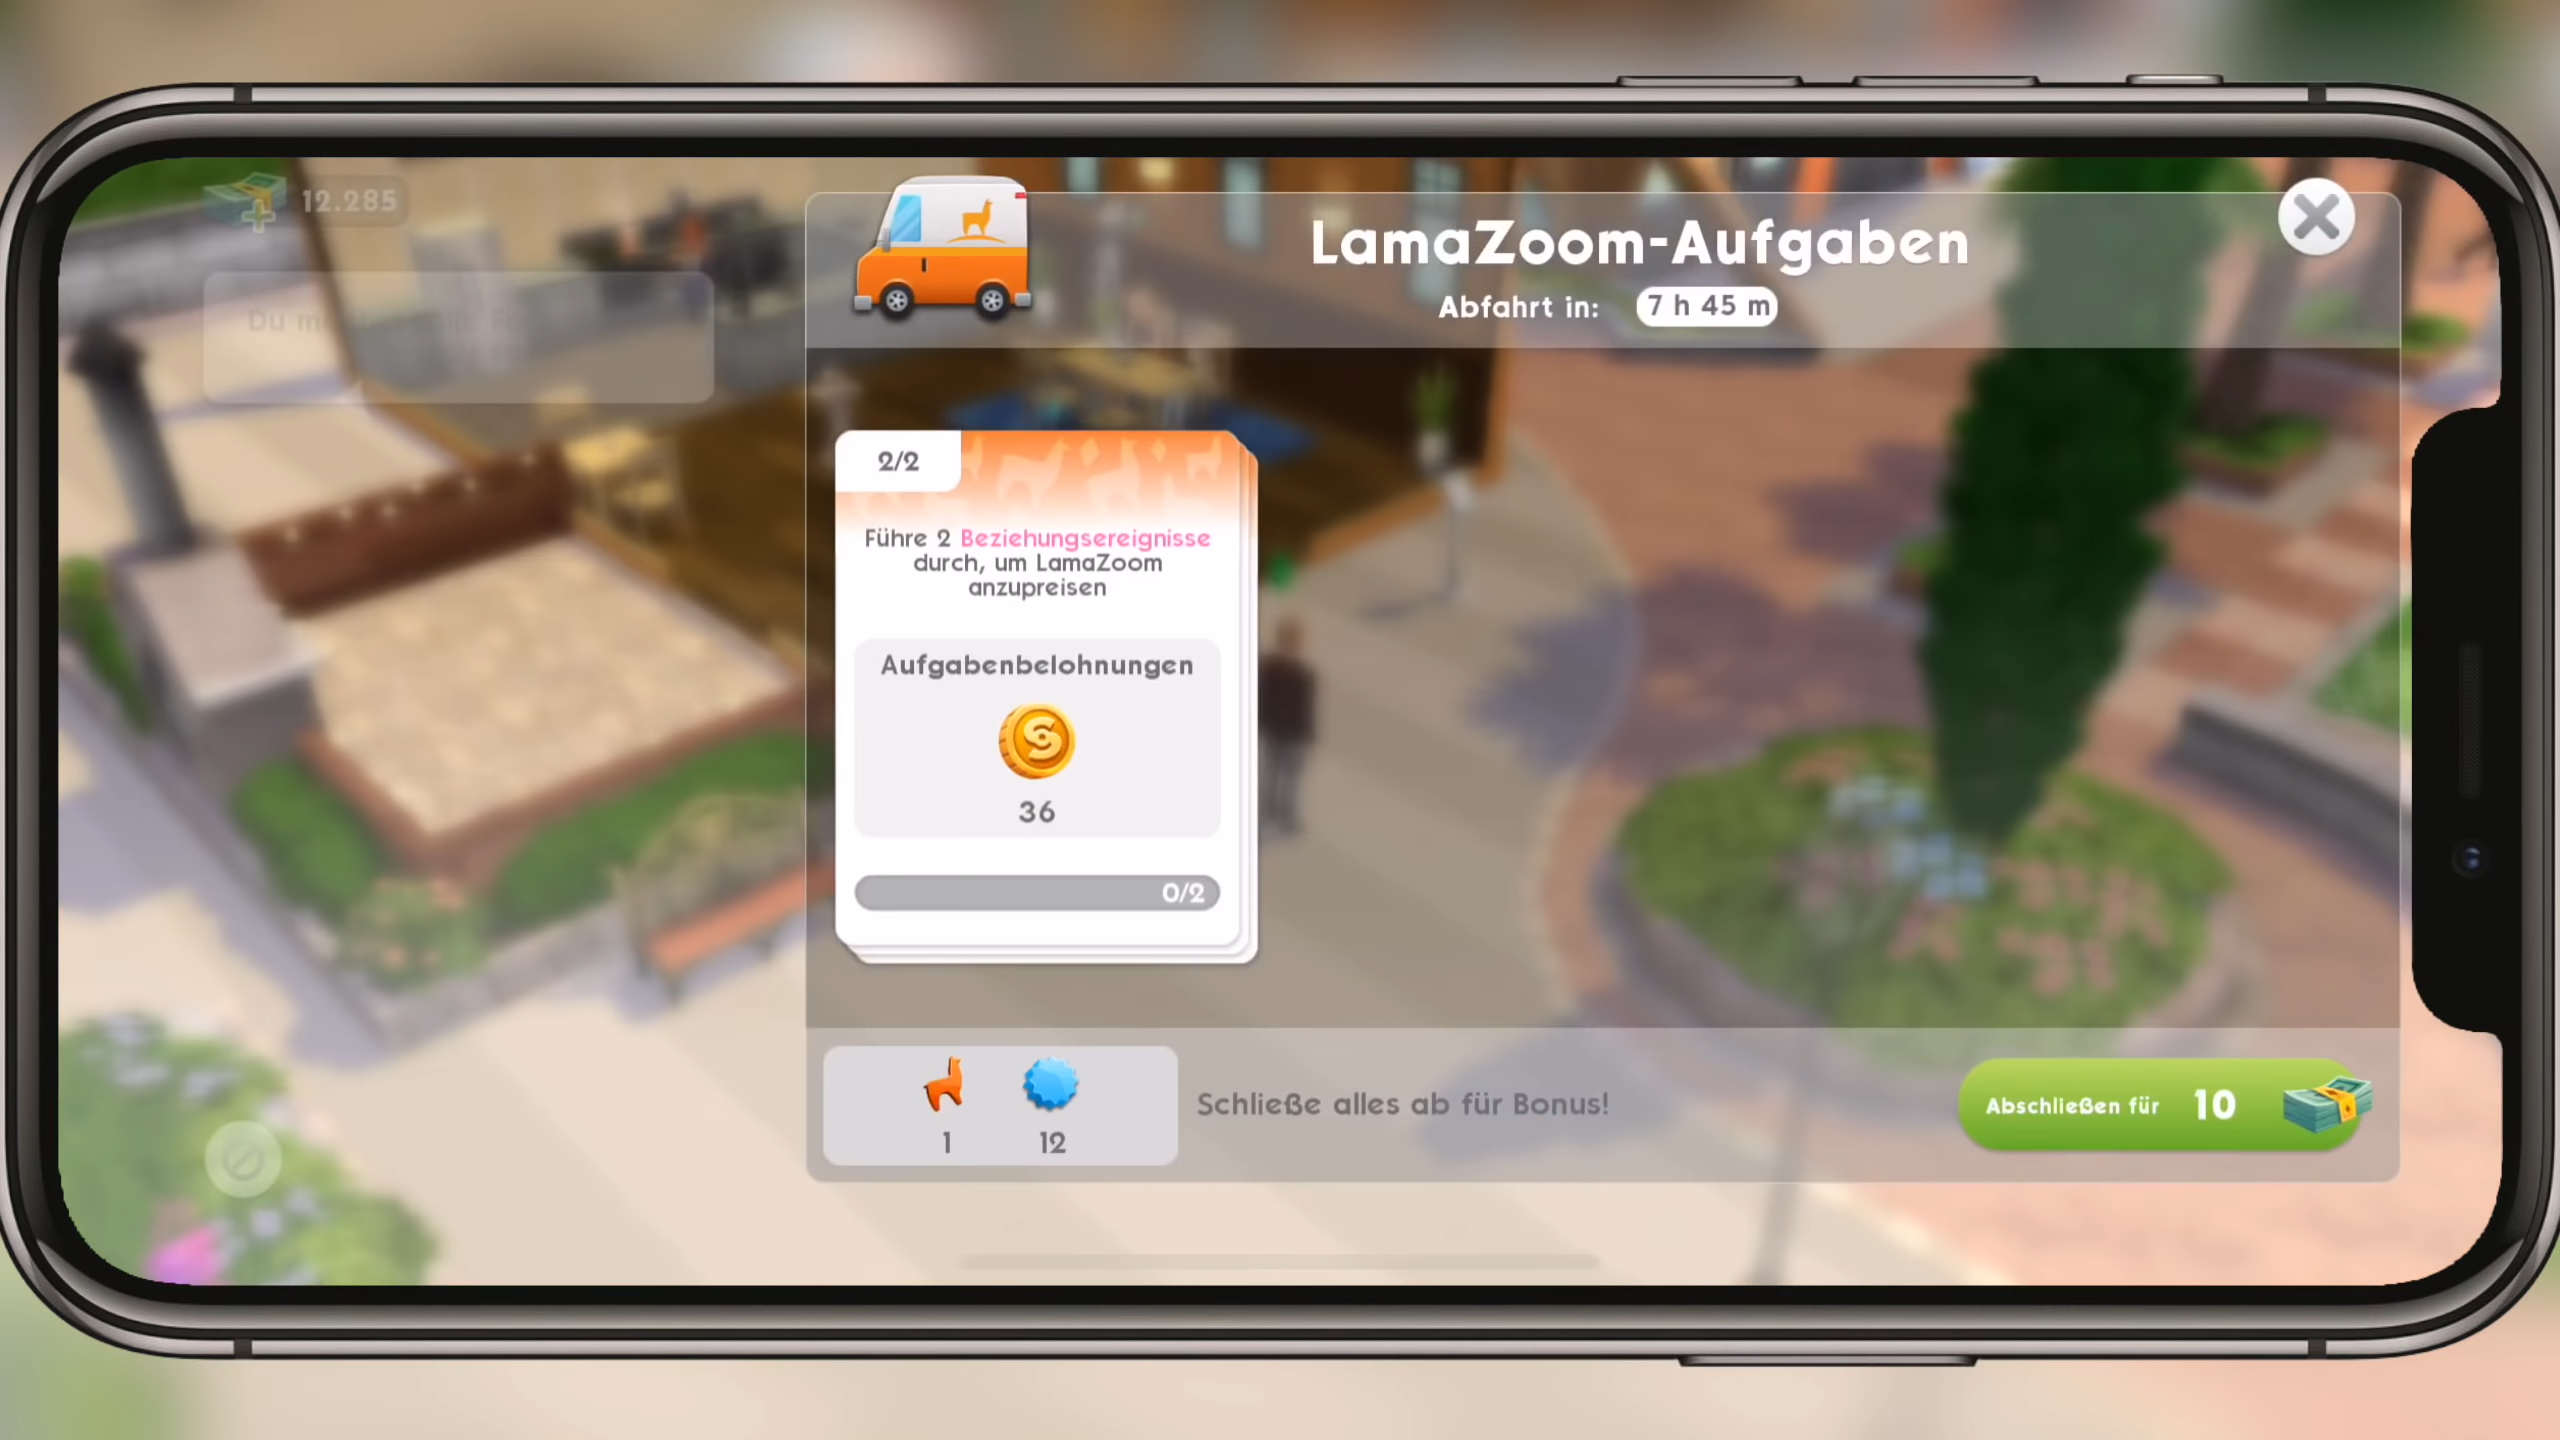 12.285
LamaZoom-Aufgaben
Abfahrt in: 7 h 45 m
2/2
Führe 2 Beziehungsereignisse
durch, um LamaZoom
anzupreisen
Aufgabenbelohnungen
36
0/2
1 12
Schließe alles ab für Bonus!
Abschließen für 10